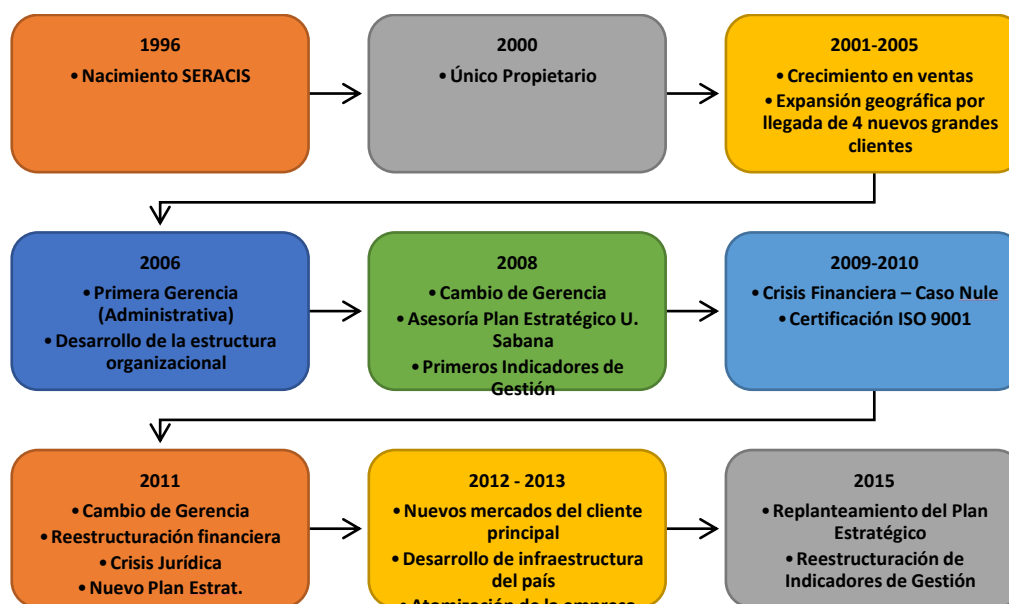 1996
• Nacimiento SERACIS
2000
• Único Propietario
2001-2005
• Crecimiento en ventas
• Expansión geográfica por
llegada de 4 nuevos grandes
clientes
2006
• Primera Gerencia
(Administrativa)
• Desarrollo de la estructura
organizacional
2008
• Cambio de Gerencia
• Asesoría Plan Estratégico U.
Sabana
• Primeros Indicadores de
Gestión
2009-2010
• Crisis Financiera – Caso Nule
• Certificación ISO 9001
2011
• Cambio de Gerencia
• Reestructuración financiera
• Crisis Jurídica
• Nuevo Plan Estrat.
2012 - 2013
• Nuevos mercados del cliente
principal
• Desarrollo de infraestructura
del país
• Atomización de la empresa
2015
• Replanteamiento del Plan
Estratégico
• Reestructuración de
Indicadores de Gestión